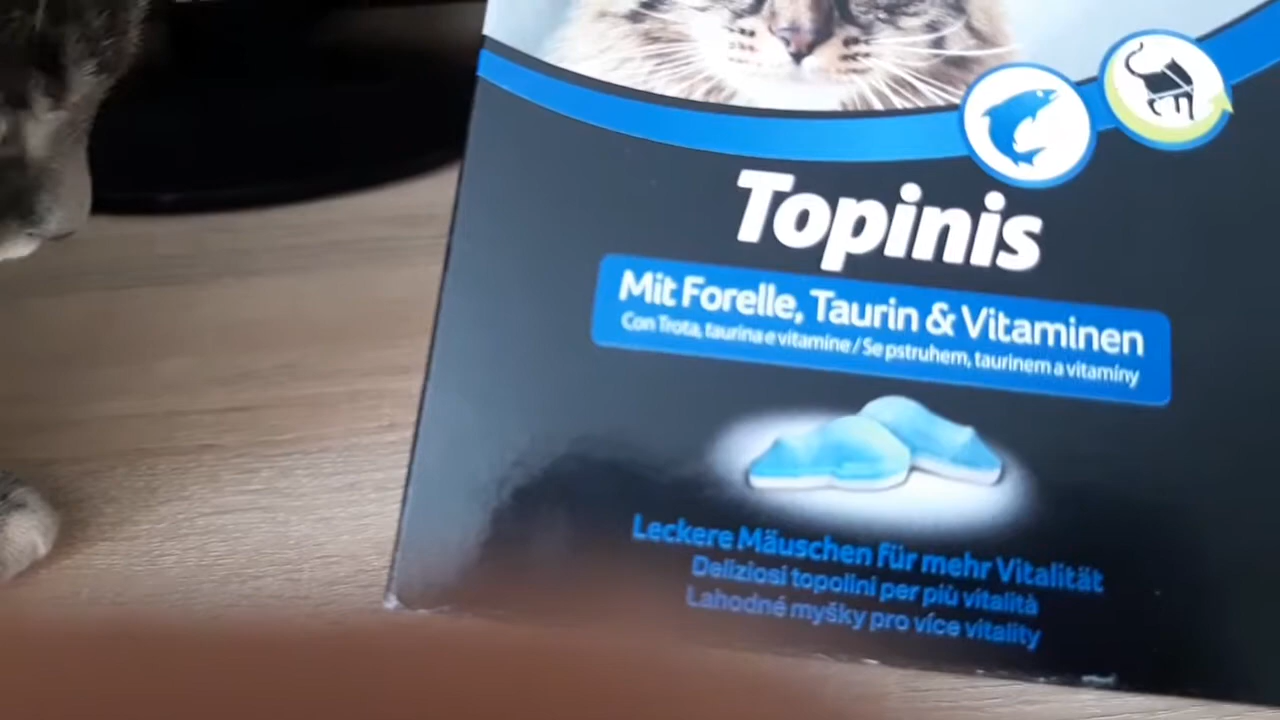 Topinis
Mit Forelle, Taurin & Vitaminen
Con Trota, taurina e vitamine / Se pstruhem, taurinem a vitamíny
Leckere Mäuschen für mehr Vitalität
Deliziosi topolini per più vitalità
Lahodné myšky pro více vitality